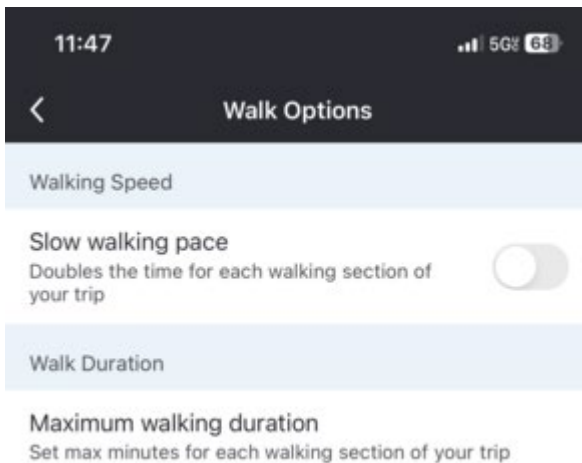 11:47 5G 68
Walk Options
Walking Speed
Slow walking pace
Doubles the time for each walking section of
your trip
Walk Duration
Maximum walking duration
Set max minutes for each walking section of your trip